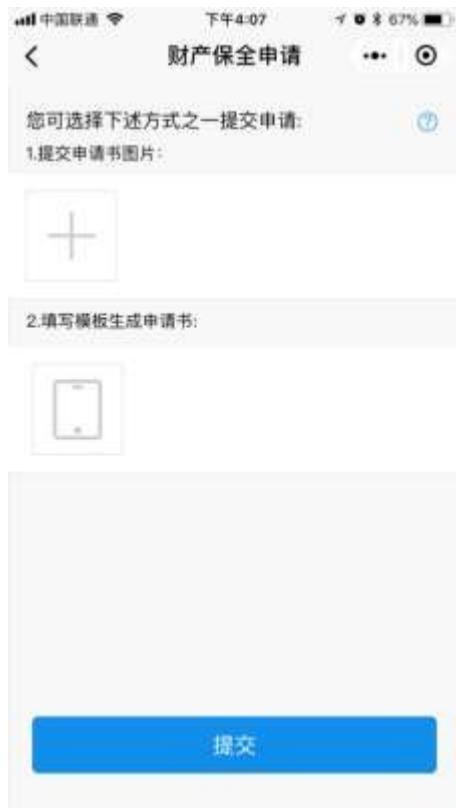 中国联通 下午4:07 67%
财产保全申请
您可选择下述方式之一提交申请:
1.提交申请书图片:
2.填写模板生成申请书:
提交